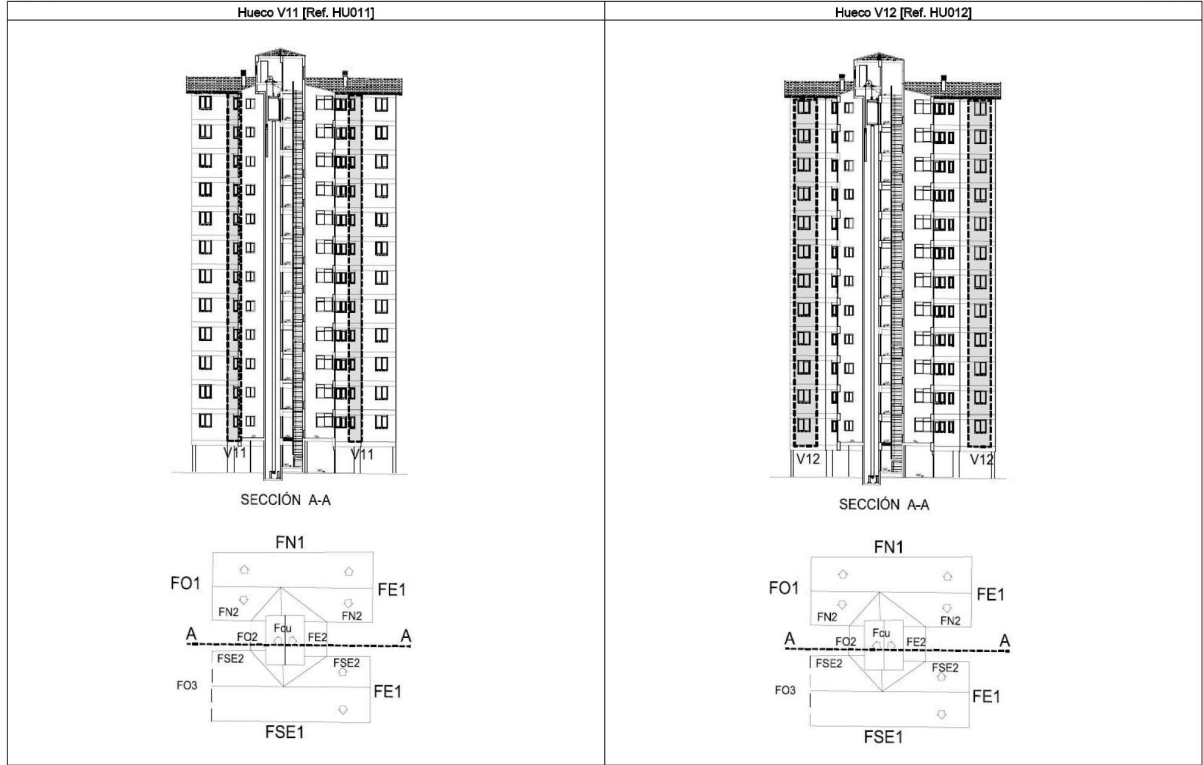 Hueco V11 [Ref. HU011]
V11 V11
SECCIÓN A-A
FN1
FO1 FE1
FN2 FN2
Fcu
A FO2 FE2 A
FSE2 FSE2
FO3 FE1
FSE1
Hueco V12 [Ref. HU012]
V12 V12
SECCIÓN A-A
FN1
FO1 FE1
FN2 FN2
Fcu
A FO2 FE2 A
FSE2 FSE2
FO3 FE1
FSE1